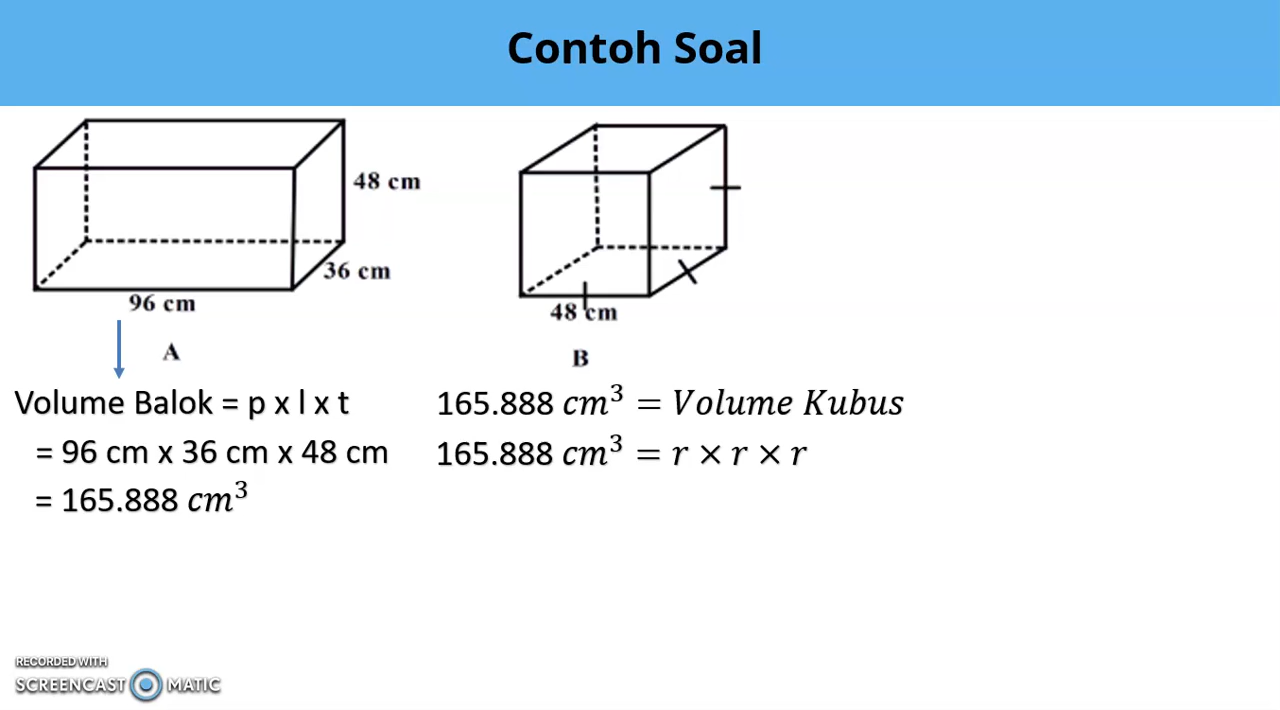 Contoh Soal
48 cm
36 cm
96 cm
A
48 cm
B
Volume Balok = p x l x t
= 96 cm x 36 cm x 48 cm
= 165.888 cm³
165.888 cm³ = Volume Kubus
165.888 cm³ = r × r × r
RECORDED WITH
SCREENCAST MATIC